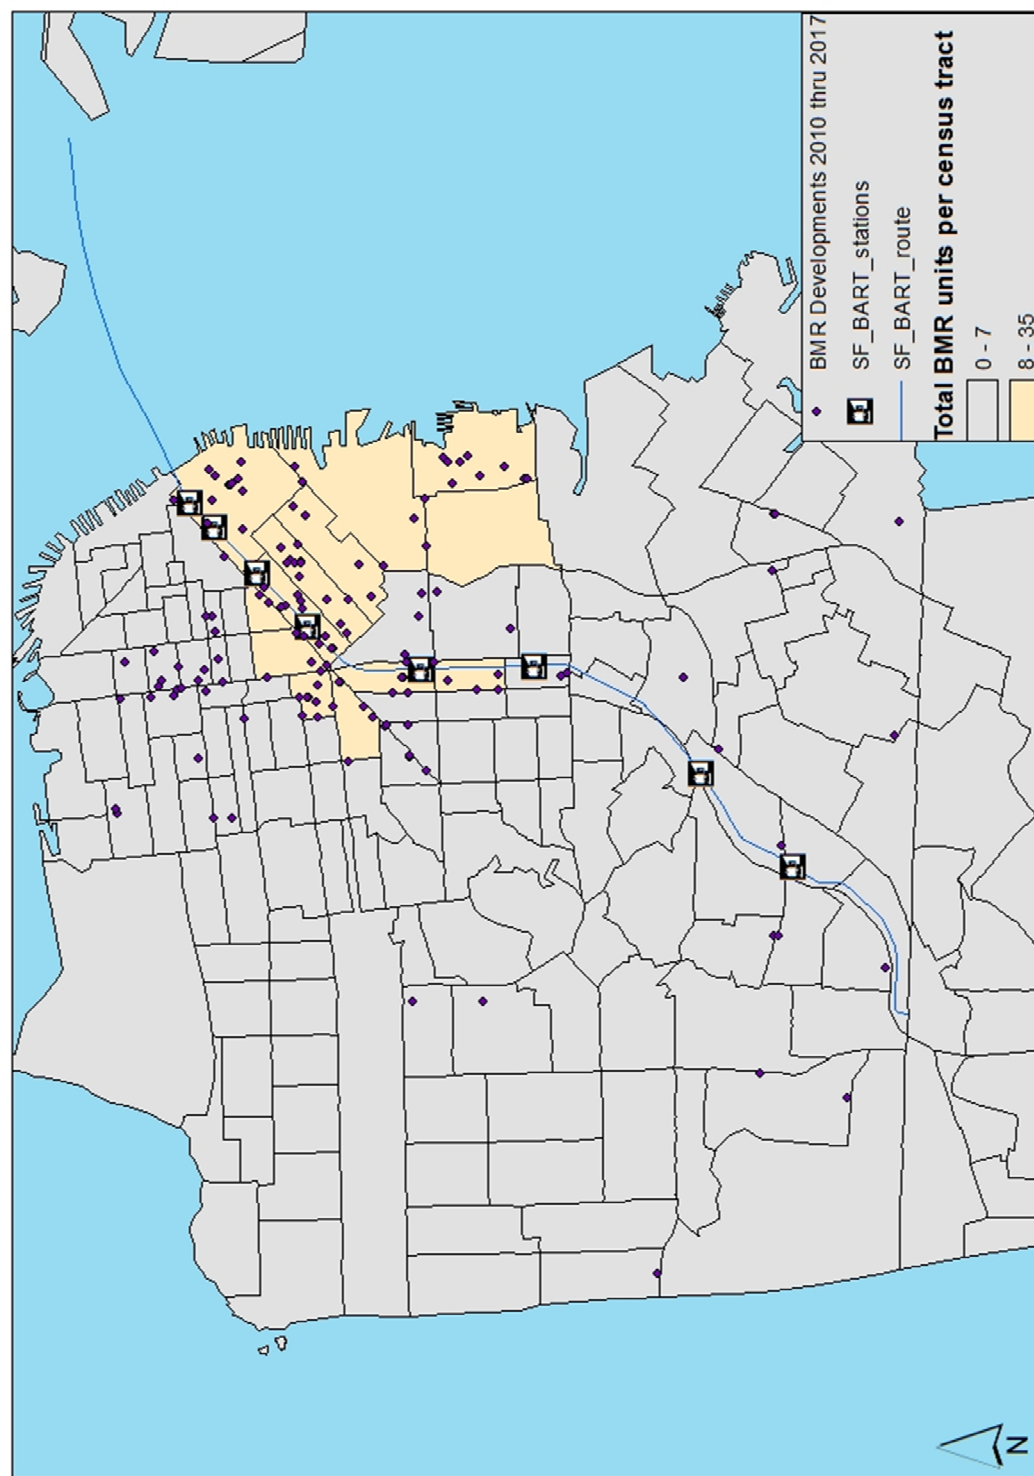 BMR Developments 2010 thru 2017
SF_BART_stations
SF_BART_route
Total BMR units per census tract
0 - 7
8 - 35
N